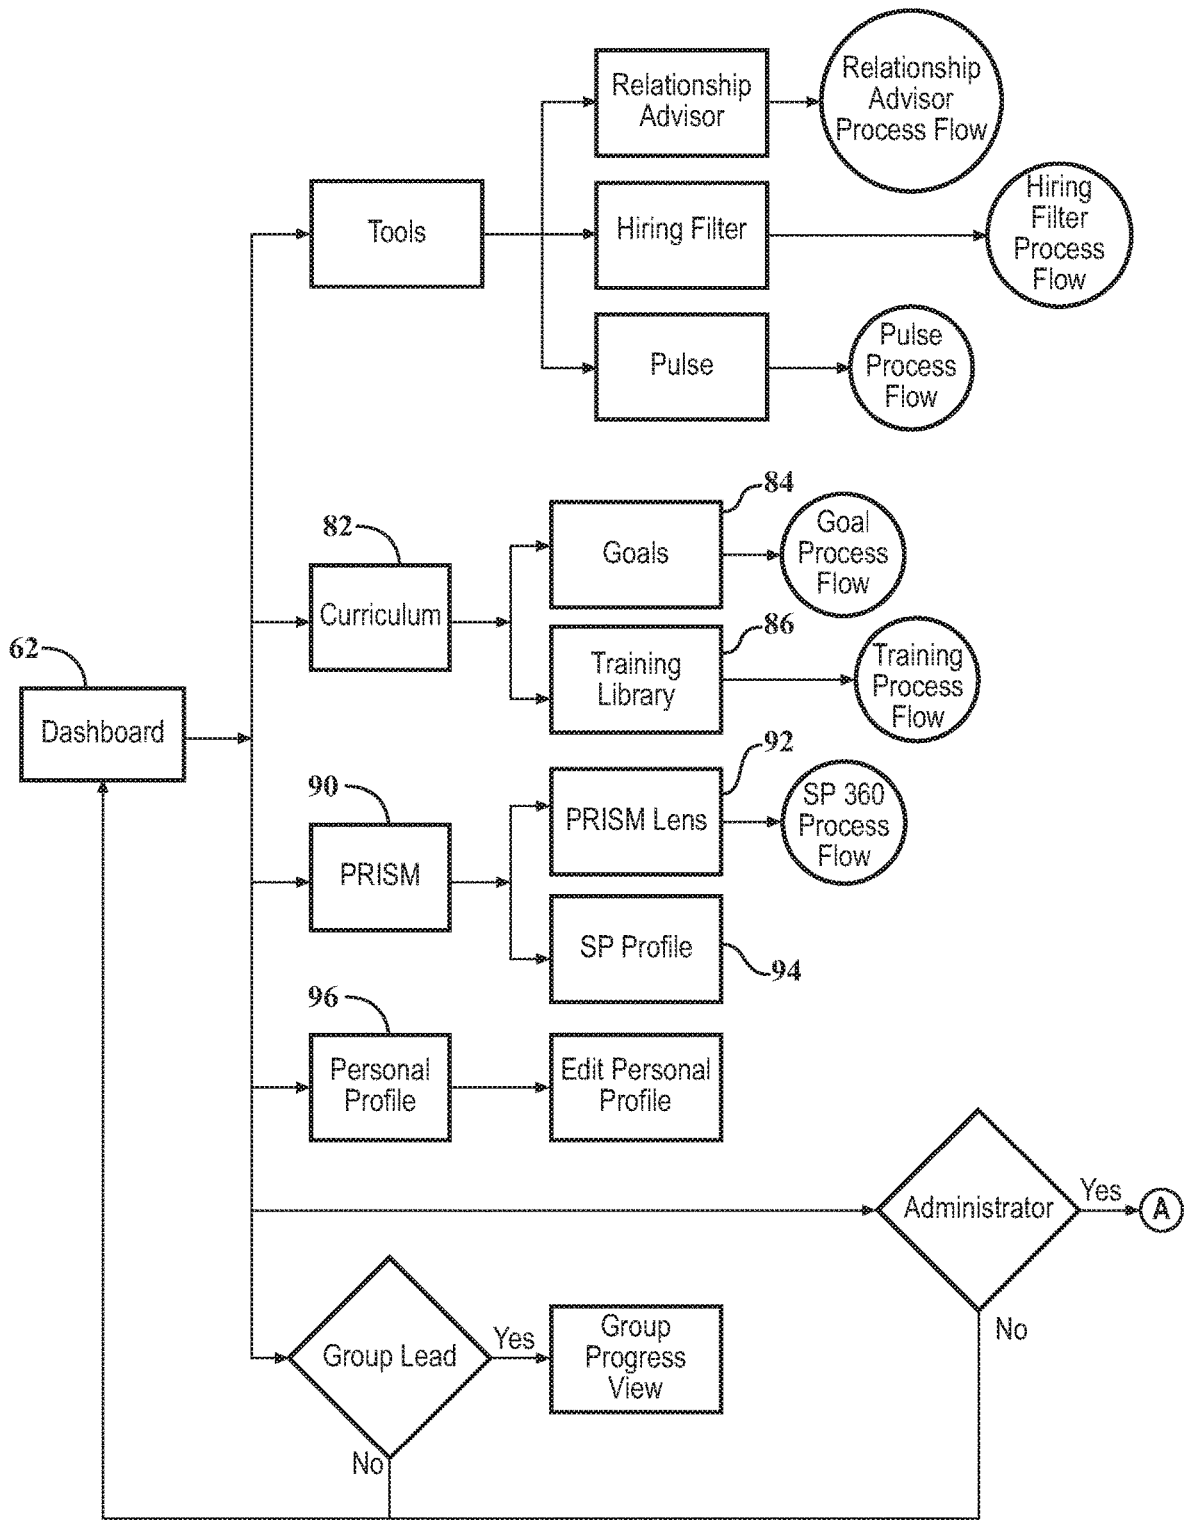 Relationship
Advisor
Relationship
Advisor
Process Flow
Tools
Hiring Filter
Hiring
Filter
Process
Flow
Pulse
Pulse
Process
Flow
84
Goals
Goal
Process
Flow
82
Curriculum
86
Training
Library
Training
Process
Flow
62
Dashboard
92
PRISM Lens
SP 360
Process
Flow
90
PRISM
SP Profile
94
96
Personal
Profile
Edit Personal
Profile
Administrator
Yes
A
No
Group Lead
Yes
Group
Progress
View
No